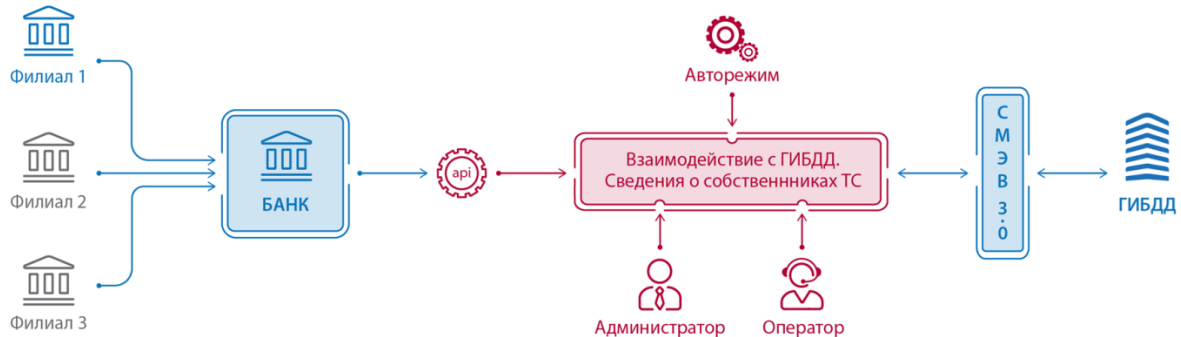 Филиал 1
Филиал 2
Филиал 3
БАНК
api
Авторежим
Взаимодействие с ГИБДД.
Сведения о собственнниках ТС
Администратор
Оператор
СМЭВ 3.0
ГИБДД